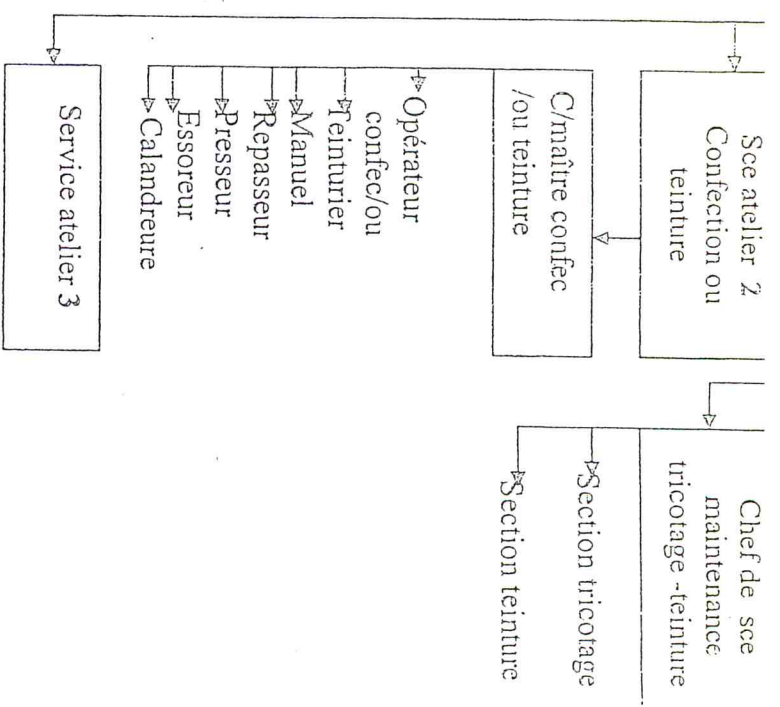 Sce atelier 2
Confection ou
teinture
C/maître confec
/ou teinture
Opérateur
confec/ou
Teinturier
Manuel
Repasseur
Presseur
Essoreur
Calandreure
Service atelier 3
Chef de sce
maintenance
tricotage -teinture
Section tricotage
Section teinture